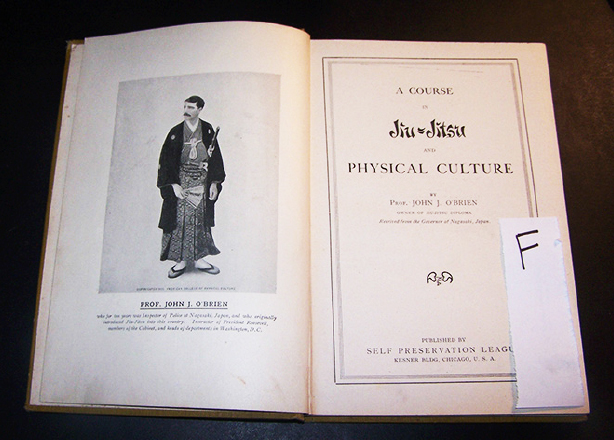 PROF. JOHN J. O'BRIEN
who for ten years was Inspector of Police at Nagasaki, Japan, and who originally
introduced Jiu-Jitsu into this country. Instructor of President Roosevelt,
members of the Cabinet, and heads of departments in Washington, D.C.
A COURSE
IN
Jiu-Jitsu
AND
PHYSICAL CULTURE
BY
PROF. JOHN J. O'BRIEN
Received from the Governor of Nagasaki, Japan.
PUBLISHED BY
SELF PRESERVATION LEAGU
KESNER BLDG. CHICAGO, U. S. A.
F